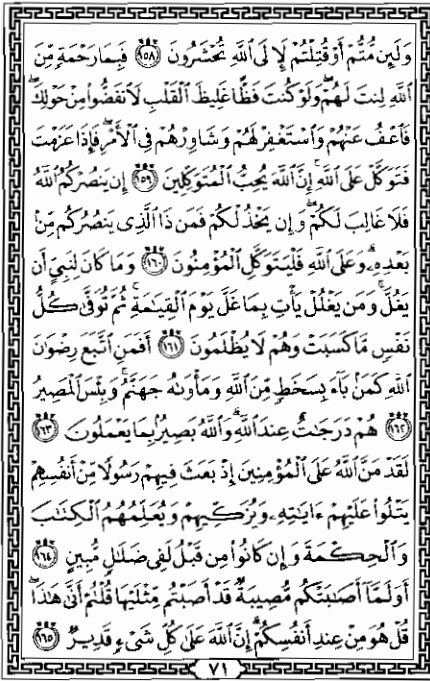 وَلَئِن مُّتُّمْ أَوْ قُتِلْتُمْ لَإِلَى ٱللَّهِ تُحْشَرُونَ ١٥٨ فَبِمَا رَحْمَةٍ مِّنَ
ٱللَّهِ لِنتَ لَهُمْ ۖ وَلَوْ كُنتَ فَظًّا غَلِيظَ ٱلْقَلْبِ لَٱنفَضُّوا۟ مِنْ حَوْلِكَ ۖ
فَٱعْفُ عَنْهُمْ وَٱسْتَغْفِرْ لَهُمْ وَشَاوِرْهُمْ فِى ٱلْأَمْرِ ۖ فَإِذَا عَزَمْتَ
فَتَوَكَّلْ عَلَى ٱللَّهِ ۚ إِنَّ ٱللَّهَ يُحِبُّ ٱلْمُتَوَكِّلِينَ ١٥٩ إِن يَنصُرْكُمُ ٱللَّهُ
فَلَا غَالِبَ لَكُمْ ۖ وَإِن يَخْذُلْكُمْ فَمَن ذَا ٱلَّذِى يَنصُرُكُم مِّنۢ
بَعْدِهِۦ ۗ وَعَلَى ٱللَّهِ فَلْيَتَوَكَّلِ ٱلْمُؤْمِنُونَ ١٦٠ وَمَا كَانَ لِنَبِىٍّ أَن
يَغُلَّ ۚ وَمَن يَغْلُلْ يَأْتِ بِمَا غَلَّ يَوْمَ ٱلْقِيَـٰمَةِ ۚ ثُمَّ تُوَفَّىٰ كُلُّ
نَفْسٍ مَّا كَسَبَتْ وَهُمْ لَا يُظْلَمُونَ ١٦١ أَفَمَنِ ٱتَّبَعَ رِضْوَٰنَ
ٱللَّهِ كَمَنۢ بَآءَ بِسَخَطٍ مِّنَ ٱللَّهِ وَمَأْوَىٰهُ جَهَنَّمُ ۚ وَبِئْسَ ٱلْمَصِيرُ
١٦٢ هُمْ دَرَجَـٰتٌ عِندَ ٱللَّهِ ۗ وَٱللَّهُ بَصِيرٌۢ بِمَا يَعْمَلُونَ ١٦٣
لَقَدْ مَنَّ ٱللَّهُ عَلَى ٱلْمُؤْمِنِينَ إِذْ بَعَثَ فِيهِمْ رَسُولًا مِّنْ أَنفُسِهِمْ
يَتْلُوا۟ عَلَيْهِمْ ءَايَـٰتِهِۦ وَيُزَكِّيهِمْ وَيُعَلِّمُهُمُ ٱلْكِتَـٰبَ
وَٱلْحِكْمَةَ وَإِن كَانُوا۟ مِن قَبْلُ لَفِى ضَلَـٰلٍ مُّبِينٍ ١٦٤
أَوَلَمَّآ أَصَـٰبَتْكُم مُّصِيبَةٌ قَدْ أَصَبْتُم مِّثْلَيْهَا قُلْتُمْ أَنَّىٰ هَـٰذَا ۖ
قُلْ هُوَ مِنْ عِندِ أَنفُسِكُمْ ۗ إِنَّ ٱللَّهَ عَلَىٰ كُلِّ شَىْءٍ قَدِيرٌ ١٦٥
٧١